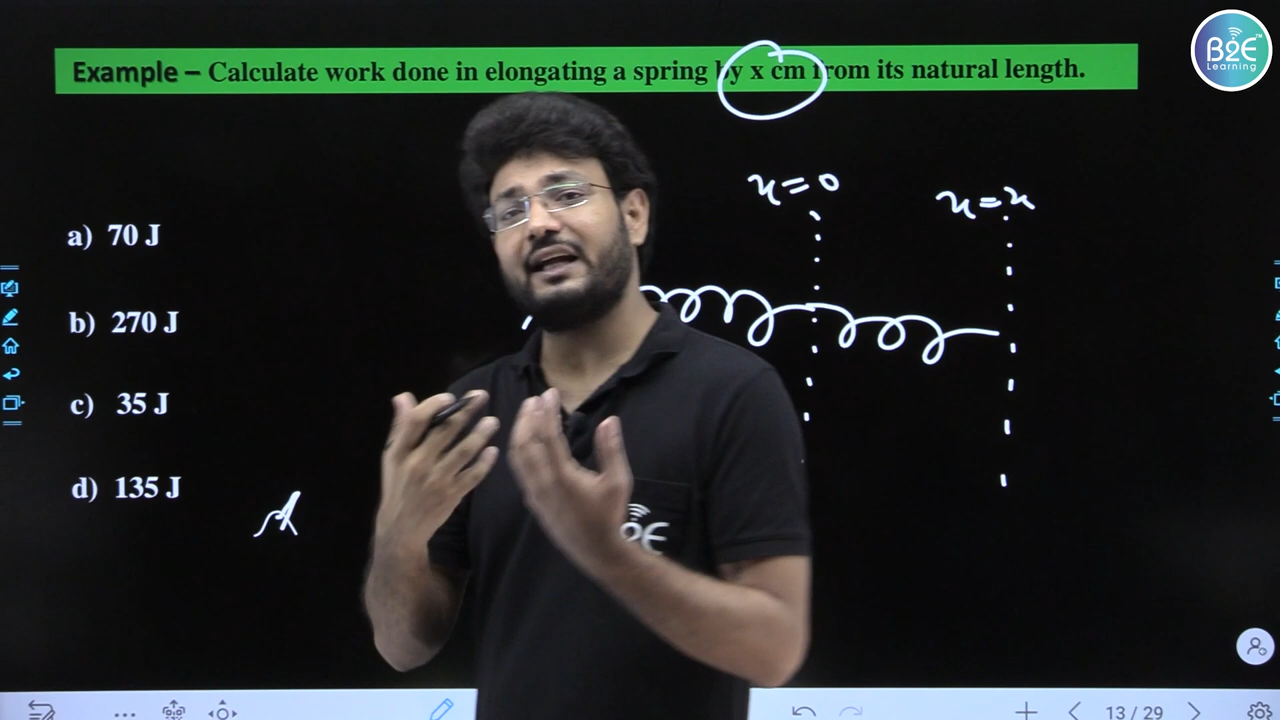 B2E
Learning
Example – Calculate work done in elongating a spring by x cm from its natural length.
x=0
x=x
a) 70 J
b) 270 J
c) 35 J
d) 135 J
13 / 29